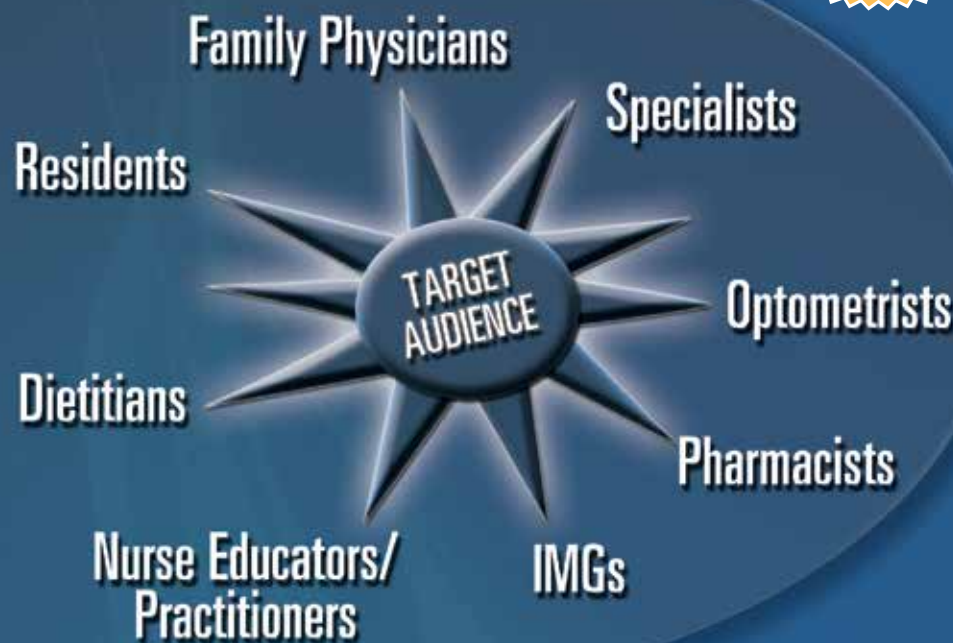 Family Physicians
Specialists
Residents
TARGET
AUDIENCE
Optometrists
Dietitians
Pharmacists
Nurse Educators/
Practitioners
IMGs